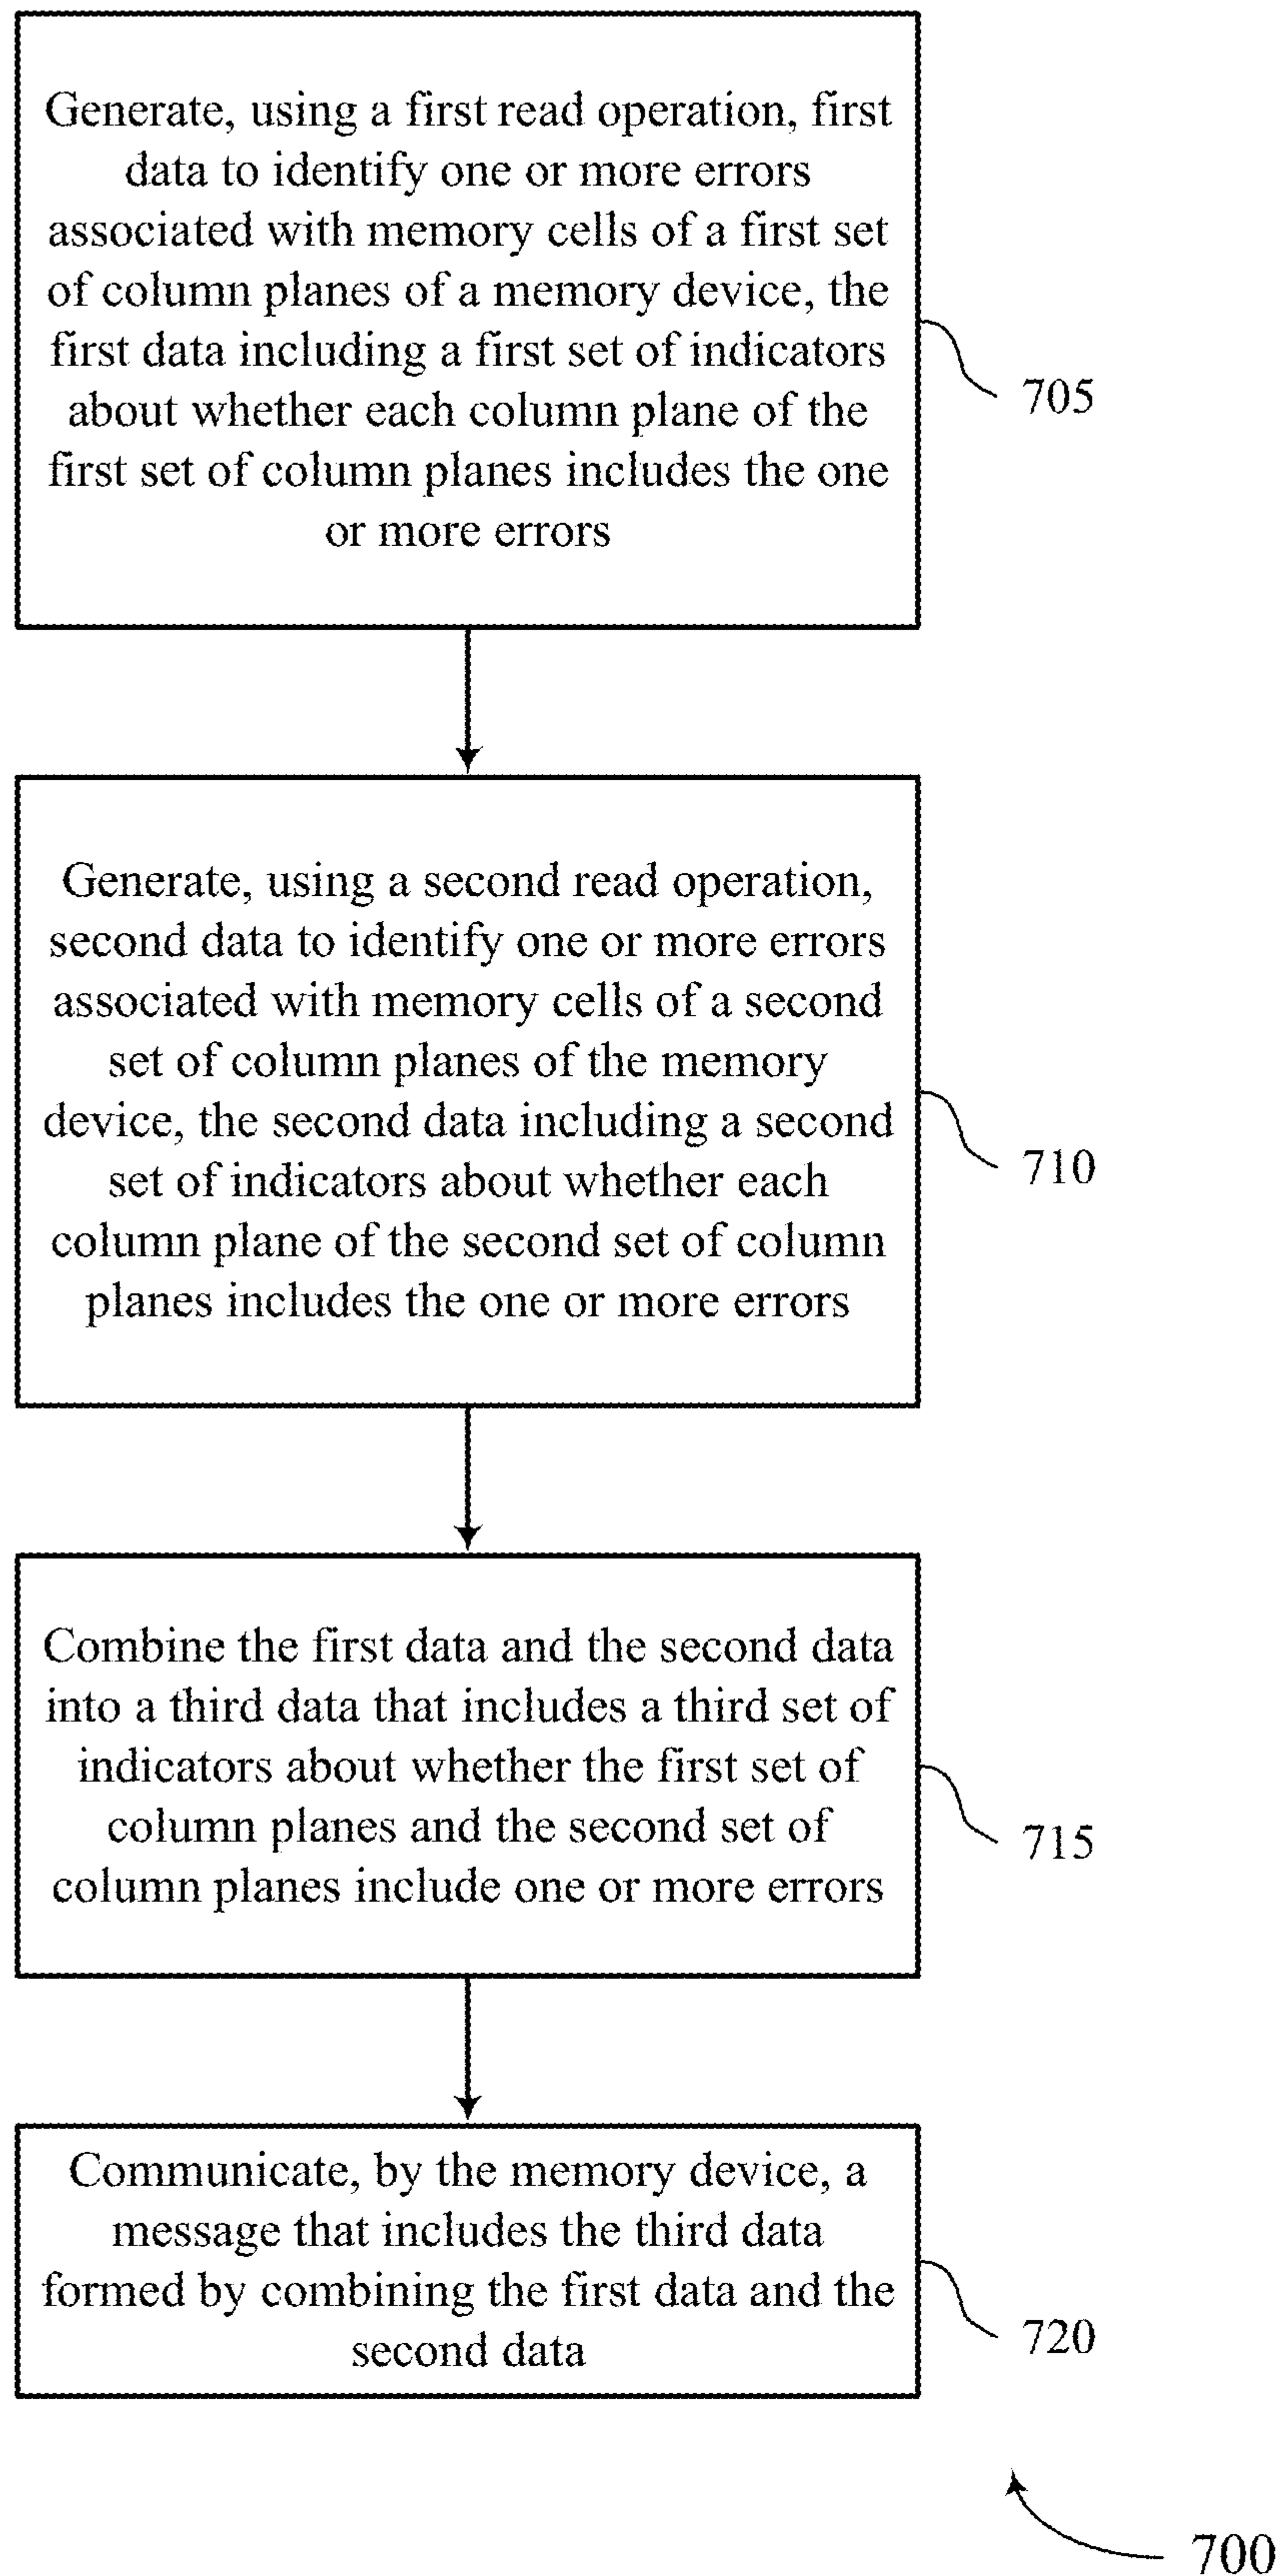 Generate, using a first read operation, first
data to identify one or more errors
associated with memory cells of a first set
of column planes of a memory device, the
first data including a first set of indicators
about whether each column plane of the
first set of column planes includes the one
or more errors
705
Generate, using a second read operation,
second data to identify one or more errors
associated with memory cells of a second
set of column planes of the memory
device, the second data including a second
set of indicators about whether each
column plane of the second set of column
planes includes the one or more errors
710
Combine the first data and the second data
into a third data that includes a third set of
indicators about whether the first set of
column planes and the second set of
column planes include one or more errors
715
Communicate, by the memory device, a
message that includes the third data
formed by combining the first data and the
second data
720
700